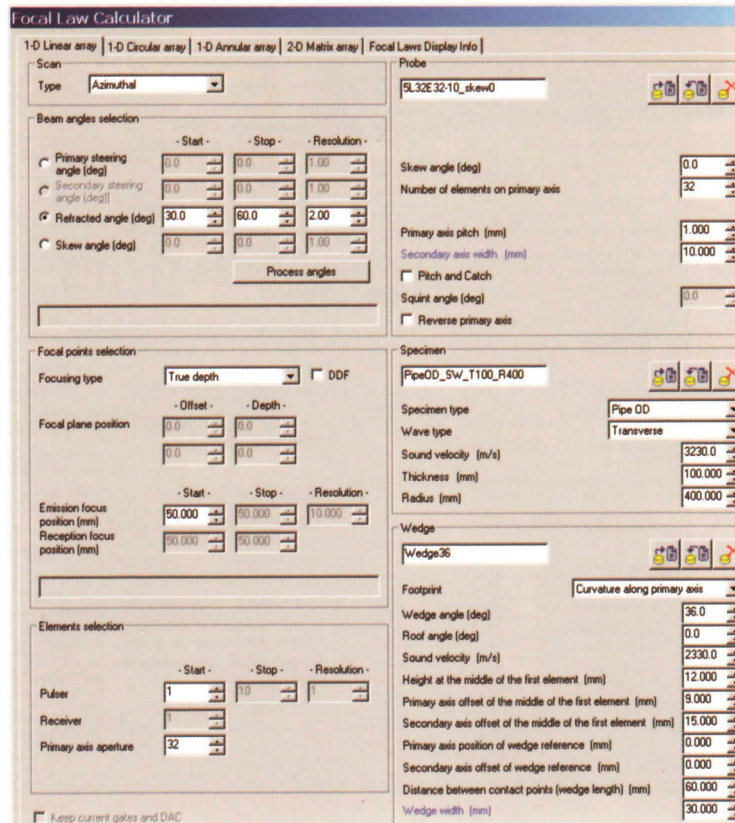 Focal Law Calculator
1-D Linear array 1-D Circular array 1-D Annular array 2-D Matrix array Focal Laws Display Info
Scan
Type Azimuthal
Beam angles selection
- Start - - Stop - - Resolution -
Primary steering angle (deg) 0.0 0.0 1.00
Secondary steering angle (deg)] 0.0 0.0 1.00
Refracted angle (deg) 30.0 60.0 2.00
Skew angle (deg) 0.0 0.0 1.00
Process angles
Focal points selection
Focusing type True depth DDF
- Offset - - Depth -
Focal plane position 0.0 0.0
0.0 0.0
- Start - - Stop - - Resolution -
Emission focus position (mm) 50.000 50.000 10.000
Reception focus position (mm) 50.000 50.000
Elements selection
- Start - - Stop - - Resolution -
Pulser 1 10 1
Receiver 1
Primary axis aperture 32
Keep current gates and DAC
Probe
5L32E32-10_skew0
Skew angle (deg) 0.0
Number of elements on primary axis 32
Primary axis pitch (mm) 1.000
Secondary axis width (mm) 10.000
Pitch and Catch
Squint angle (deg) 0.0
Reverse primary axis
Specimen
PipeOD_SW_T100_R400
Specimen type Pipe OD
Wave type Transverse
Sound velocity (m/s) 3230.0
Thickness (mm) 100.000
Radius (mm) 400.000
Wedge
Wedge36
Footprint Curvature along primary axis
Wedge angle (deg) 36.0
Roof angle (deg) 0.0
Sound velocity (m/s) 2330.0
Height at the middle of the first element (mm) 12.000
Primary axis offset of the middle of the first element (mm) 9.000
Secondary axis offset of the middle of the first element (mm) 15.000
Primary axis position of wedge reference (mm) 0.000
Secondary axis offset of wedge reference (mm) 0.000
Distance between contact points (wedge length) (mm) 60.000
Wedge width (mm) 30.000